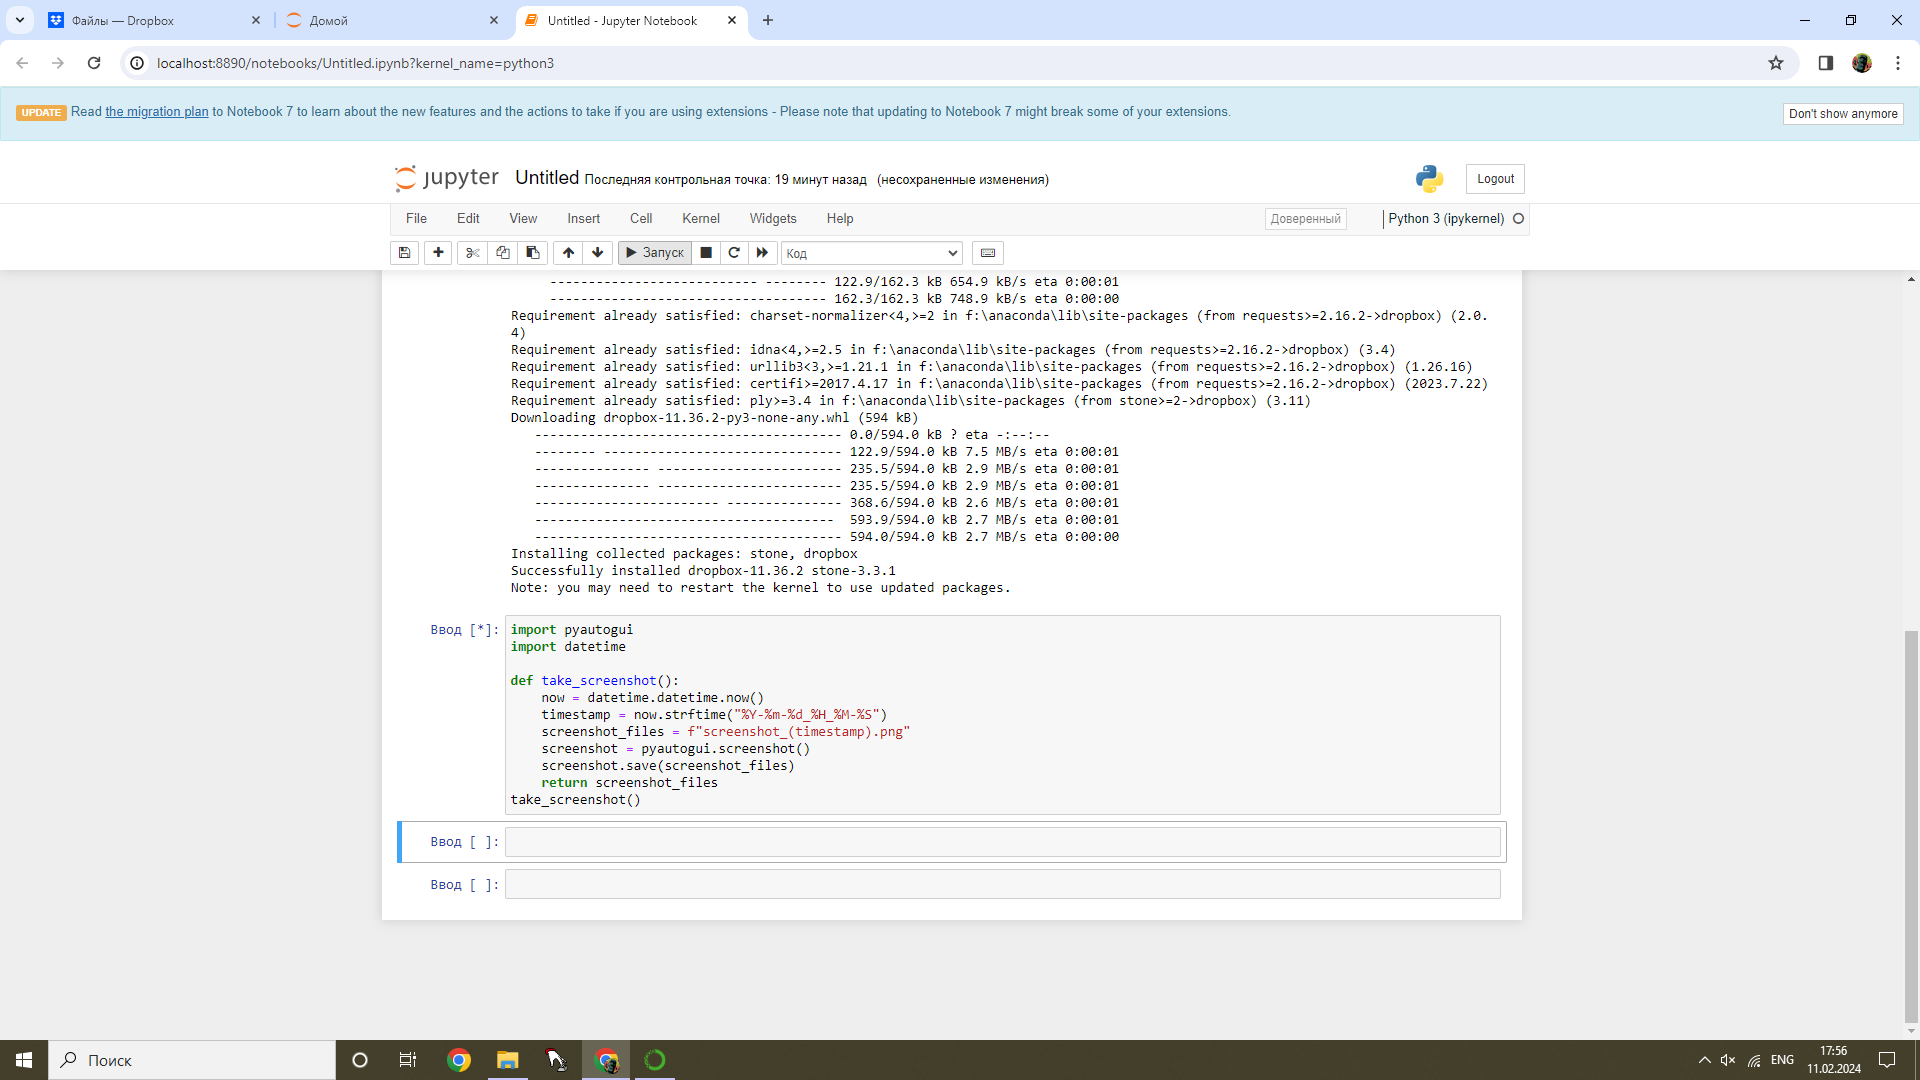 Файлы — Dropbox
Домой
Untitled - Jupyter Notebook
localhost:8890/notebooks/Untitled.ipynb?kernel_name=python3
UPDATE Read the migration plan to Notebook 7 to learn about the new features and the actions to take if you are using extensions - Please note that updating to Notebook 7 might break some of your extensions.
Don't show anymore
jupyter Untitled Последняя контрольная точка: 19 минут назад (несохраненные изменения)
Logout
File Edit View Insert Cell Kernel Widgets Help
Доверенный
Python 3 (ipykernel)
Запуск
Код
--------------------------- -------- 122.9/162.3 kB 654.9 kB/s eta 0:00:01
------------------------------------ 162.3/162.3 kB 748.9 kB/s eta 0:00:00
Requirement already satisfied: charset-normalizer<4,>=2 in f:\anaconda\lib\site-packages (from requests>=2.16.2->dropbox) (2.0.
4)
Requirement already satisfied: idna<4,>=2.5 in f:\anaconda\lib\site-packages (from requests>=2.16.2->dropbox) (3.4)
Requirement already satisfied: urllib3<3,>=1.21.1 in f:\anaconda\lib\site-packages (from requests>=2.16.2->dropbox) (1.26.16)
Requirement already satisfied: certifi>=2017.4.17 in f:\anaconda\lib\site-packages (from requests>=2.16.2->dropbox) (2023.7.22)
Requirement already satisfied: ply>=3.4 in f:\anaconda\lib\site-packages (from stone>=2->dropbox) (3.11)
Downloading dropbox-11.36.2-py3-none-any.whl (594 kB)
---------------------------------------- 0.0/594.0 kB ? eta -:--:--
-------- ------------------------------- 122.9/594.0 kB 7.5 MB/s eta 0:00:01
--------------- ------------------------ 235.5/594.0 kB 2.9 MB/s eta 0:00:01
--------------- ------------------------ 235.5/594.0 kB 2.9 MB/s eta 0:00:01
------------------------ --------------- 368.6/594.0 kB 2.6 MB/s eta 0:00:01
---------------------------------------  593.9/594.0 kB 2.7 MB/s eta 0:00:01
---------------------------------------- 594.0/594.0 kB 2.7 MB/s eta 0:00:00
Installing collected packages: stone, dropbox
Successfully installed dropbox-11.36.2 stone-3.3.1
Note: you may need to restart the kernel to use updated packages.
Ввод [*]:
import pyautogui
import datetime
def take_screenshot():
    now = datetime.datetime.now()
    timestamp = now.strftime("%Y-%m-%d_%H_%M-%S")
    screenshot_files = f"screenshot_(timestamp).png"
    screenshot = pyautogui.screenshot()
    screenshot.save(screenshot_files)
    return screenshot_files
take_screenshot()
Ввод [ ]:
Ввод [ ]:
Поиск
ENG
17:56
11.02.2024